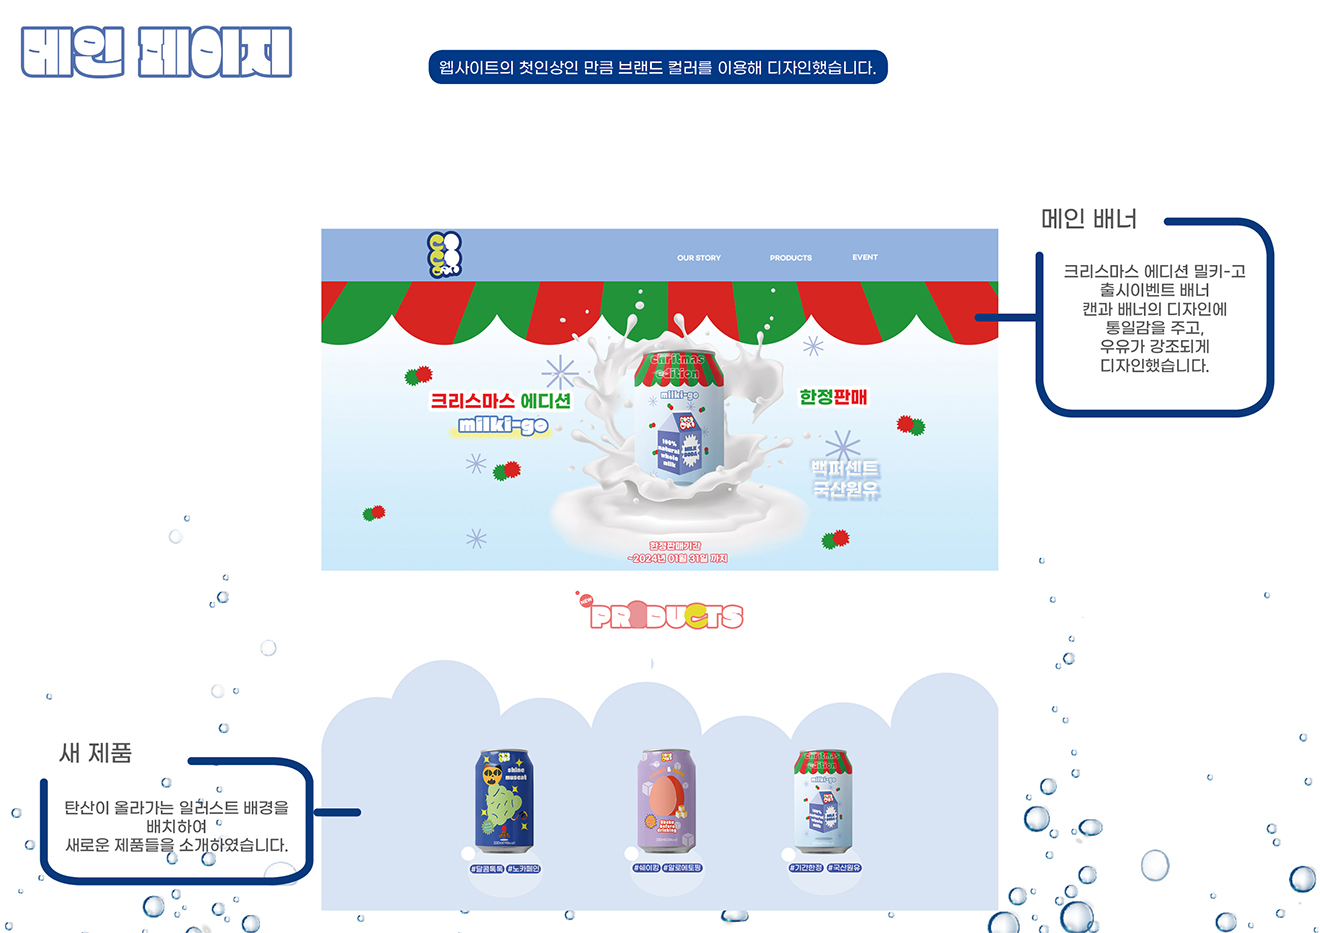 메인 페이지
웹사이트의 첫인상인 만큼 브랜드 컬러를 이용해 디자인했습니다.
OUR STORY
PRODUCTS
EVENT
메인 배너
크리스마스 에디션 밀키-고
출시이벤트 배너
캔과 배너의 디자인에
통일감을 주고,
우유가 강조되게
디자인했습니다.
chritmas
edition
milki-go
100%
natural
whole
milk
MILK
SODA
크리스마스 에디션
milki-go
한정판매
백퍼센트
국산원유
한정판매기간
~2024년 01월 31일 까지
NEW
PRODUCTS
새 제품
탄산이 올라가는 일러스트 배경을
배치하여
새로운 제품들을 소개하였습니다.
shine
muscat
Shake
before
drinking
chritmas
edition
milki-go
#달콤톡톡 #노카페인
#쉐이킹 #알로에토핑
#기간한정 #국산원유